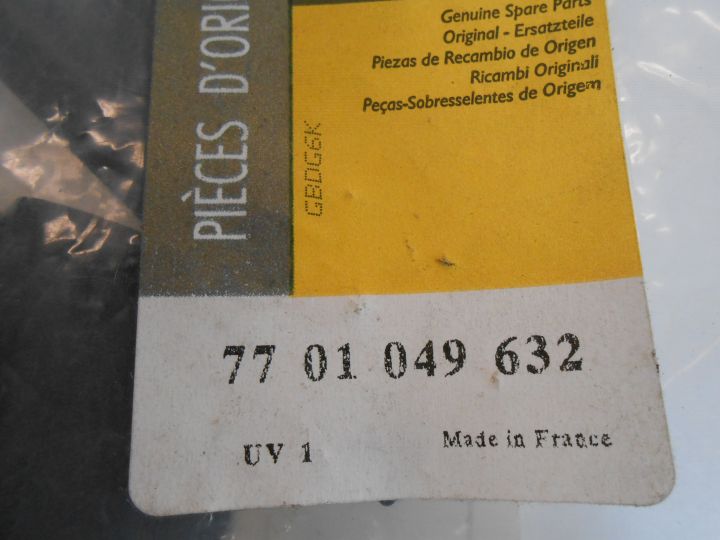 Genuine Spare Parts
Original - Ersatzteile
Piezas de Recambio de Origen
Ricambi Originali
Peças-Sobresselentes de Origem
PIÈCES D'ORI
GBDG6K
77 01 049 632
UV 1
Made in France